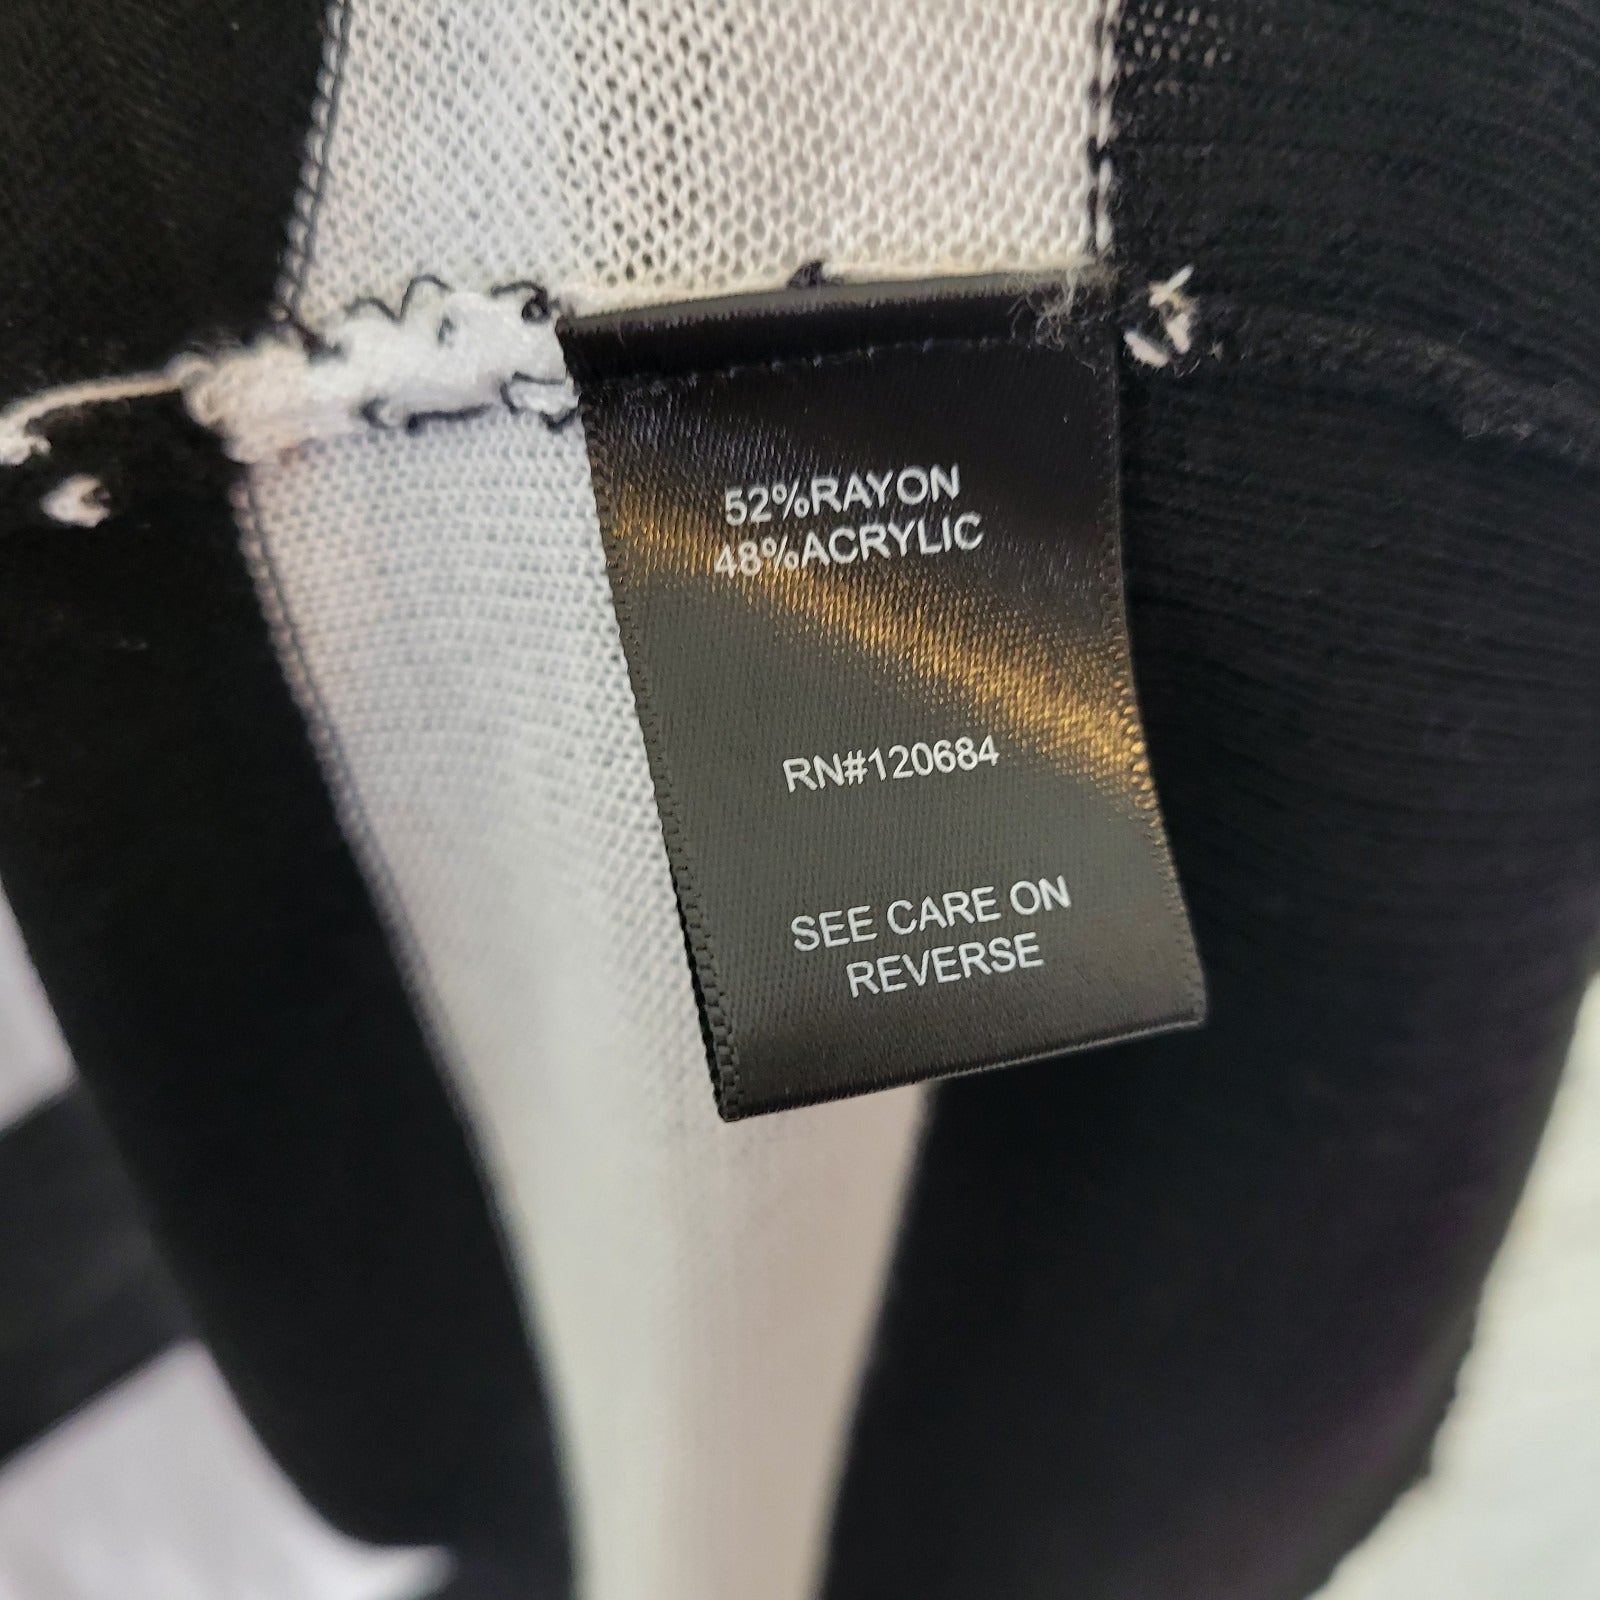 52%RAYON
48%ACRYLIC
RN#120684
SEE CARE ON
REVERSE